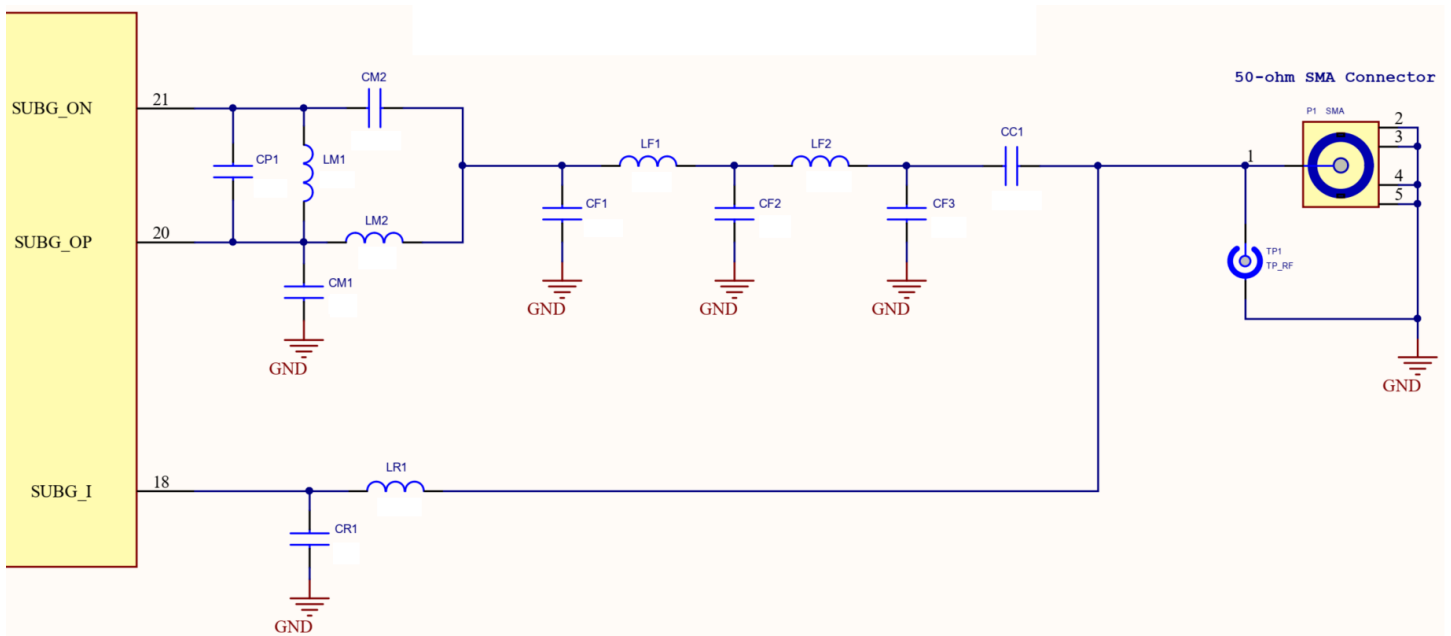 50-ohm SMA Connector
CM2
SUBG_ON
21
P1 SMA
2
3
CC1
LF1
LF2
1
CP1
LM1
4
5
CF1
CF2
CF3
LM2
SUBG_OP
20
TP1
TP_RF
CM1
GND
GND
GND
GND
GND
LR1
SUBG_I
18
CR1
GND